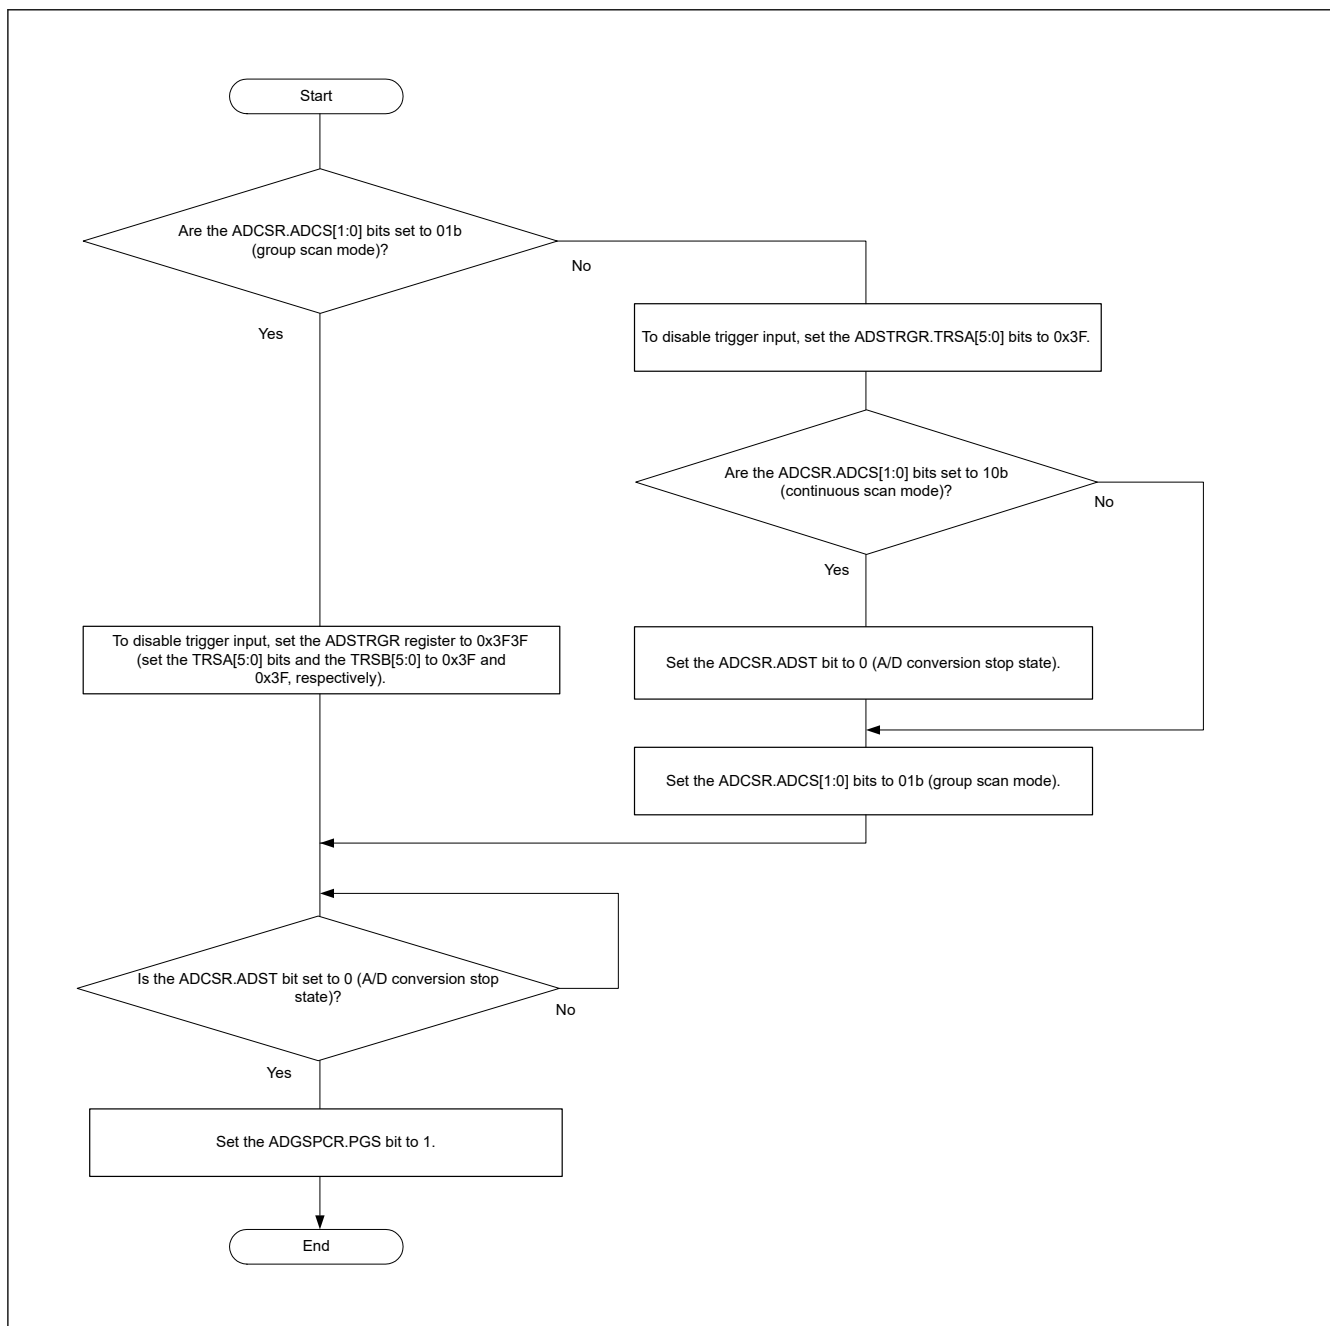 Start
Are the ADCSR.ADCS[1:0] bits set to 01b
(group scan mode)?
No
Yes
To disable trigger input, set the ADSTRGR.TRSA[5:0] bits to 0x3F.
Are the ADCSR.ADCS[1:0] bits set to 10b
(continuous scan mode)?
No
Yes
To disable trigger input, set the ADSTRGR register to 0x3F3F
(set the TRSA[5:0] bits and the TRSB[5:0] to 0x3F and
0x3F, respectively).
Set the ADCSR.ADST bit to 0 (A/D conversion stop state).
Set the ADCSR.ADCS[1:0] bits to 01b (group scan mode).
Is the ADCSR.ADST bit set to 0 (A/D conversion stop
state)?
No
Yes
Set the ADGSPCR.PGS bit to 1.
End